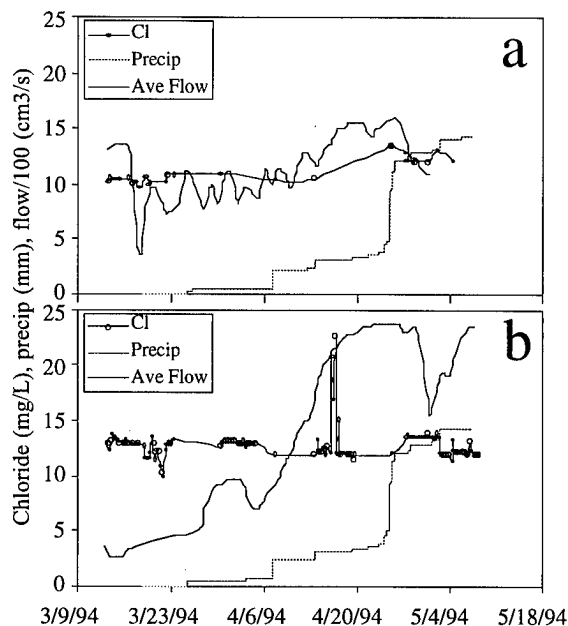 25
20
15
10
5
0
Cl
Precip
Ave Flow
a
Chloride (mg/L), precip (mm), flow/100 (cm3/s)
25
20
15
10
5
0
Cl
Precip
Ave Flow
b
3/9/94 3/23/94 4/6/94 4/20/94 5/4/94 5/18/94